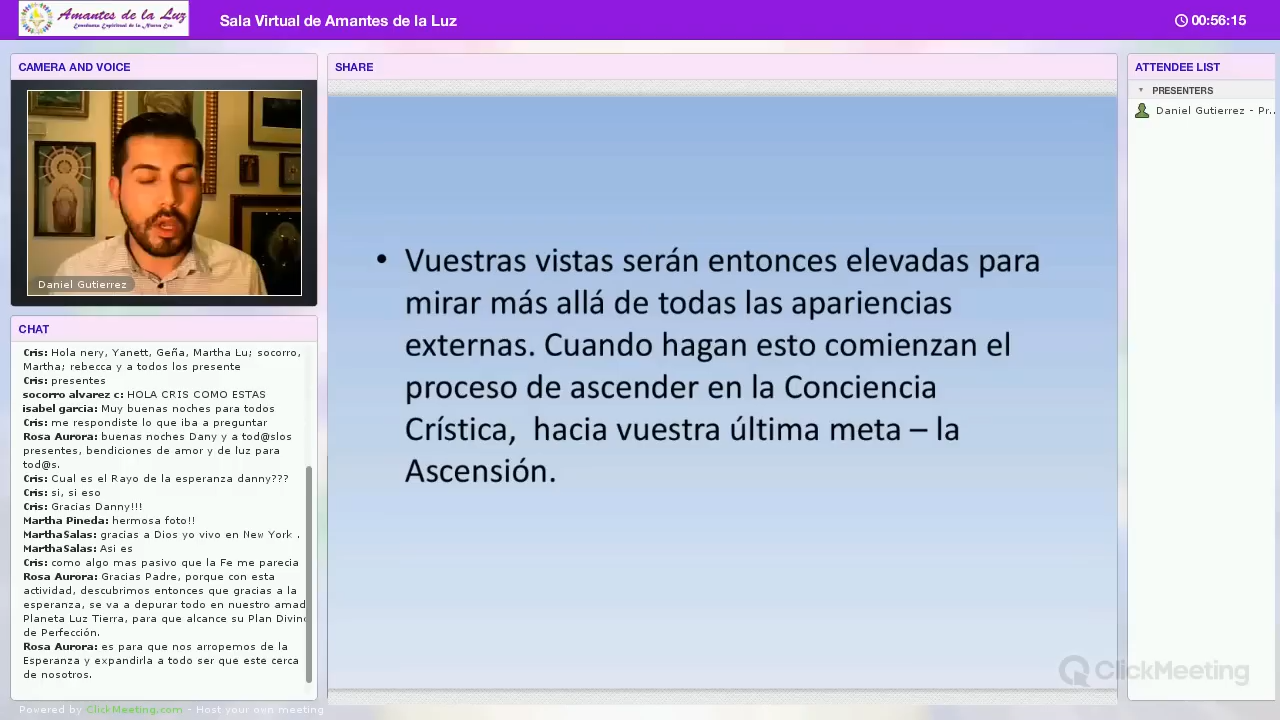 Amantes de la Luz
Enseñanza Espiritual de la Nueva Era
Sala Virtual de Amantes de la Luz
00:56:15
CAMERA AND VOICE
Daniel Gutierrez
CHAT
Cris: Hola nery, Yanett, Geña, Martha Lu; socorro,
Martha; rebecca y a todos los presente
Cris: presentes
socorro alvarez c: HOLA CRIS COMO ESTAS
isabel garcia: Muy buenas noches para todos
Cris: me respondiste lo que iba a preguntar
Rosa Aurora: buenas noches Dany y a tod@slos
presentes, bendiciones de amor y de luz para
tod@s.
Cris: Cual es el Rayo de la esperanza danny???
Cris: si, si eso
Cris: Gracias Danny!!!
Martha Pineda: hermosa foto!!
MarthaSalas: gracias a Dios yo vivo en New York .
MarthaSalas: Asi es
Cris: como algo mas pasivo que la Fe me parecia
Rosa Aurora: Gracias Padre, porque con esta
actividad, descubrimos entonces que gracias a la
esperanza, se va a depurar todo en nuestro amad
Planeta Luz Tierra, para que alcance su Plan Divino
de Perfección.
Rosa Aurora: es para que nos arropemos de la
Esperanza y expandirla a todo ser que este cerca
de nosotros.
Powered by ClickMeeting.com - Host your own meeting
SHARE
• Vuestras vistas serán entonces elevadas para
mirar más allá de todas las apariencias
externas. Cuando hagan esto comienzan el
proceso de ascender en la Conciencia
Crística, hacia vuestra última meta – la
Ascensión.
ClickMeeting
ATTENDEE LIST
PRESENTERS
Daniel Gutierrez - Pr...